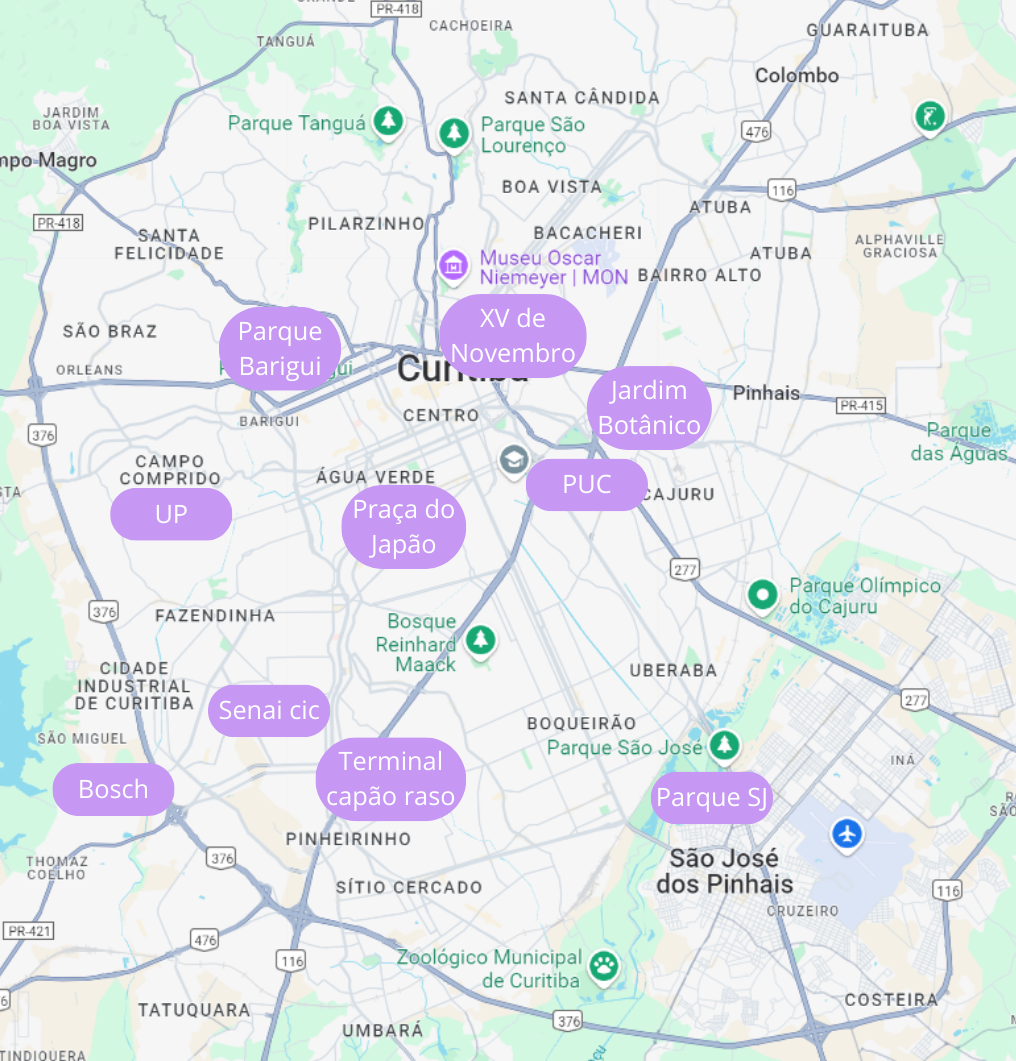 PR-418
CACHOEIRA
TANGUÁ
GUARAITUBA
Colombo
SANTA CÂNDIDA
JARDIM
BOA VISTA
Parque Tanguá
Parque São
Lourenço
476
mpo Magro
BOA VISTA
116
ATUBA
PR-418
PILARZINHO
SANTA
FELICIDADE
BACACHERI
ALPHAVILLE
GRACIOSA
ATUBA
Museu Oscar
Niemeyer | MON
BAIRRO ALTO
XV de
Novembro
SÃO BRAZ
Parque
Barigui
ORLEANS
Curitiba
Jardim
Botânico
Pinhais
PR-415
CENTRO
BARIGUI
376
Parque
das Águas
CAMPO
COMPRIDO
ÁGUA VERDE
PUC
CAJURU
UP
Praça do
Japão
277
Parque Olímpico
do Cajuru
376
FAZENDINHA
Bosque
Reinhard
Maack
CIDADE
INDUSTRIAL
DE CURITIBA
UBERABA
277
Senai cic
BOQUEIRÃO
SÃO MIGUEL
Parque São José
INÁ
Terminal
capão raso
Bosch
Parque SJ
PINHEIRINHO
376
THOMAZ
COELHO
São José
dos Pinhais
SÍTIO CERCADO
116
CRUZEIRO
PR-421
476
116
Zoológico Municipal
de Curitiba
COSTEIRA
TATUQUARA
376
UMBARÁ
TINDIQUERA